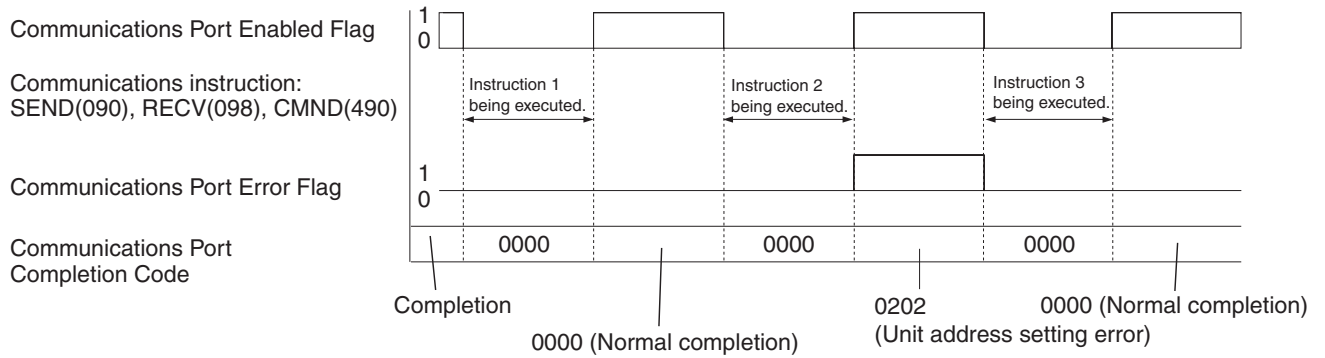 Communications Port Enabled Flag
1
0
Communications instruction:
SEND(090), RECV(098), CMND(490)
Instruction 1
being executed.
Instruction 2
being executed.
Instruction 3
being executed.
Communications Port Error Flag
1
0
Communications Port
Completion Code
0000
0000
0000
Completion
0000 (Normal completion)
0202
(Unit address setting error)
0000 (Normal completion)